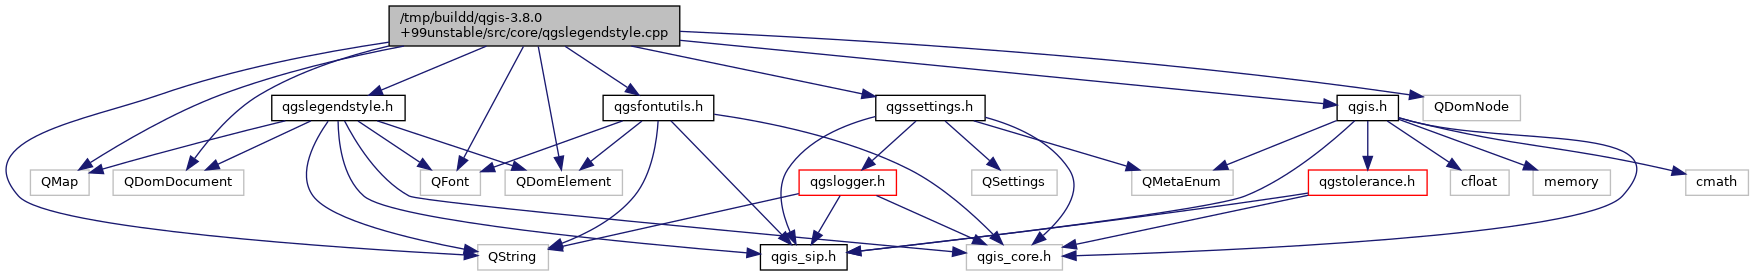 /tmp/buildd/qgis-3.8.0
+99unstable/src/core/qgslegendstyle.cpp
qgslegendstyle.h
qgsfontutils.h
qgssettings.h
qgis.h
QDomNode
QMap
QDomDocument
QFont
QDomElement
qgslogger.h
QSettings
QMetaEnum
qgstolerance.h
cfloat
memory
cmath
QString
qgis_sip.h
qgis_core.h